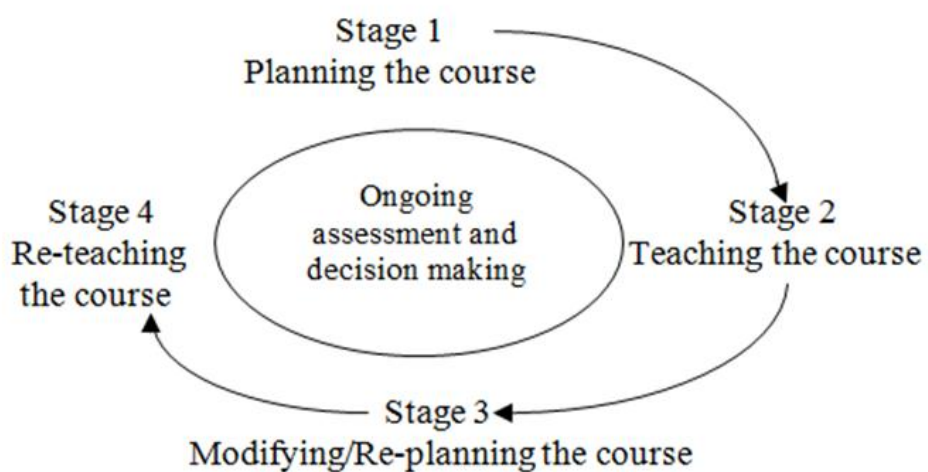 Stage 1
Planning the course
Ongoing
assessment and
decision making
Stage 4
Re-teaching
the course
Stage 2
Teaching the course
Stage 3
Modifying/Re-planning the course